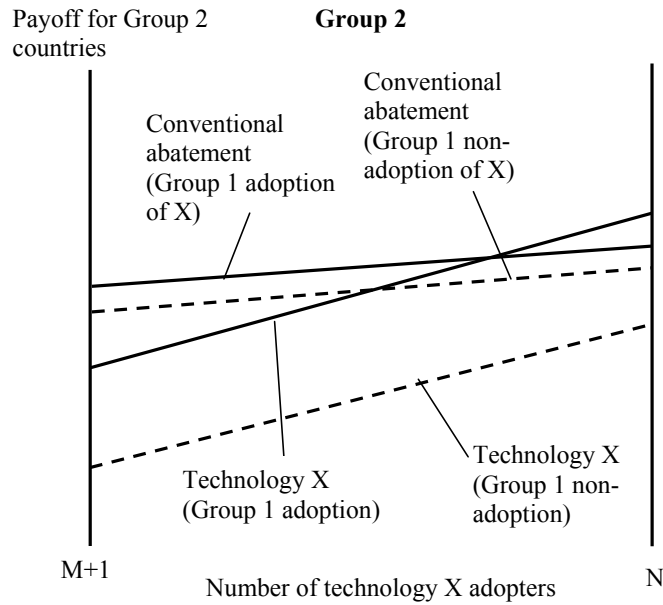 Payoff for Group 2
countries
Group 2
Conventional
abatement
(Group 1 adoption
of X)
Conventional
abatement
(Group 1 non-
adoption of X)
Technology X
(Group 1 adoption)
Technology X
(Group 1 non-
adoption)
M+1
Number of technology X adopters
N